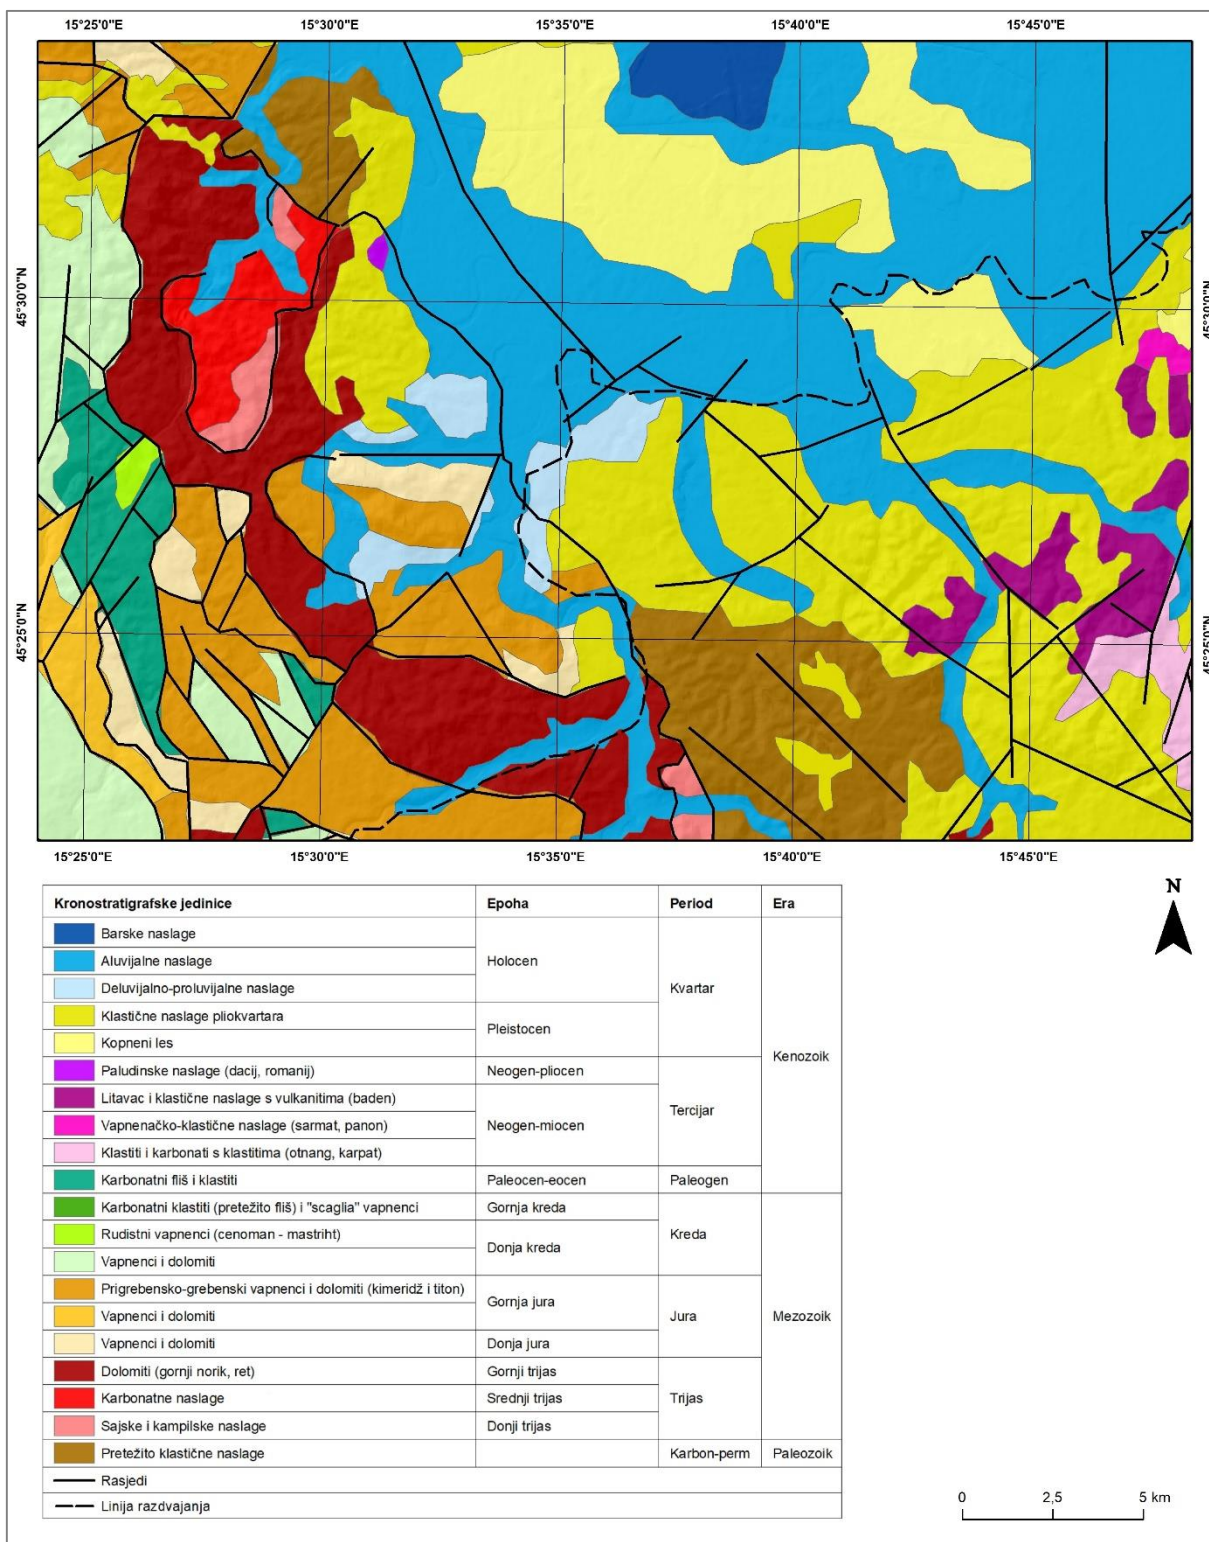 15°25'0"E 15°30'0"E 15°35'0"E 15°40'0"E 15°45'0"E
45°30'0"N 45°30'0"N
45°25'0"N 45°25'0"N
15°25'0"E 15°30'0"E 15°35'0"E 15°40'0"E 15°45'0"E
N
Kronostratigrafske jedinice Epoha Period Era
Barske naslage
Aluvijalne naslage Holocen
Deluvijalno-proluvijalne naslage Kvartar
Klastične naslage pliokvartara
Pleistocen
Kopneni les
Kenozoik
Paludinske naslage (dacij, romanij) Neogen-pliocen
Litavac i klastične naslage s vulkanitima (baden)
Tercijar
Vapnenačko-klastične naslage (sarmat, panon) Neogen-miocen
Klastiti i karbonati s klastitima (otnang, karpat)
Karbonatni fliš i klastiti Paleocen-eocen Paleogen
Karbonatni klastiti (pretežito fliš) i "scaglia" vapnenci Gornja kreda
Rudistni vapnenci (cenoman - mastriht) Kreda
Donja kreda
Vapnenci i dolomiti
Prigrebensko-grebenski vapnenci i dolomiti (kimeridž i titon)
Gornja jura
Vapnenci i dolomiti Jura Mezozoik
Vapnenci i dolomiti Donja jura
Dolomiti (gornji norik, ret) Gornji trijas
Karbonatne naslage Srednji trijas Trijas
Sajske i kampilske naslage Donji trijas
Pretežito klastične naslage Karbon-perm Paleozoik
Rasjedi
Linija razdvajanja
0 2,5 5 km